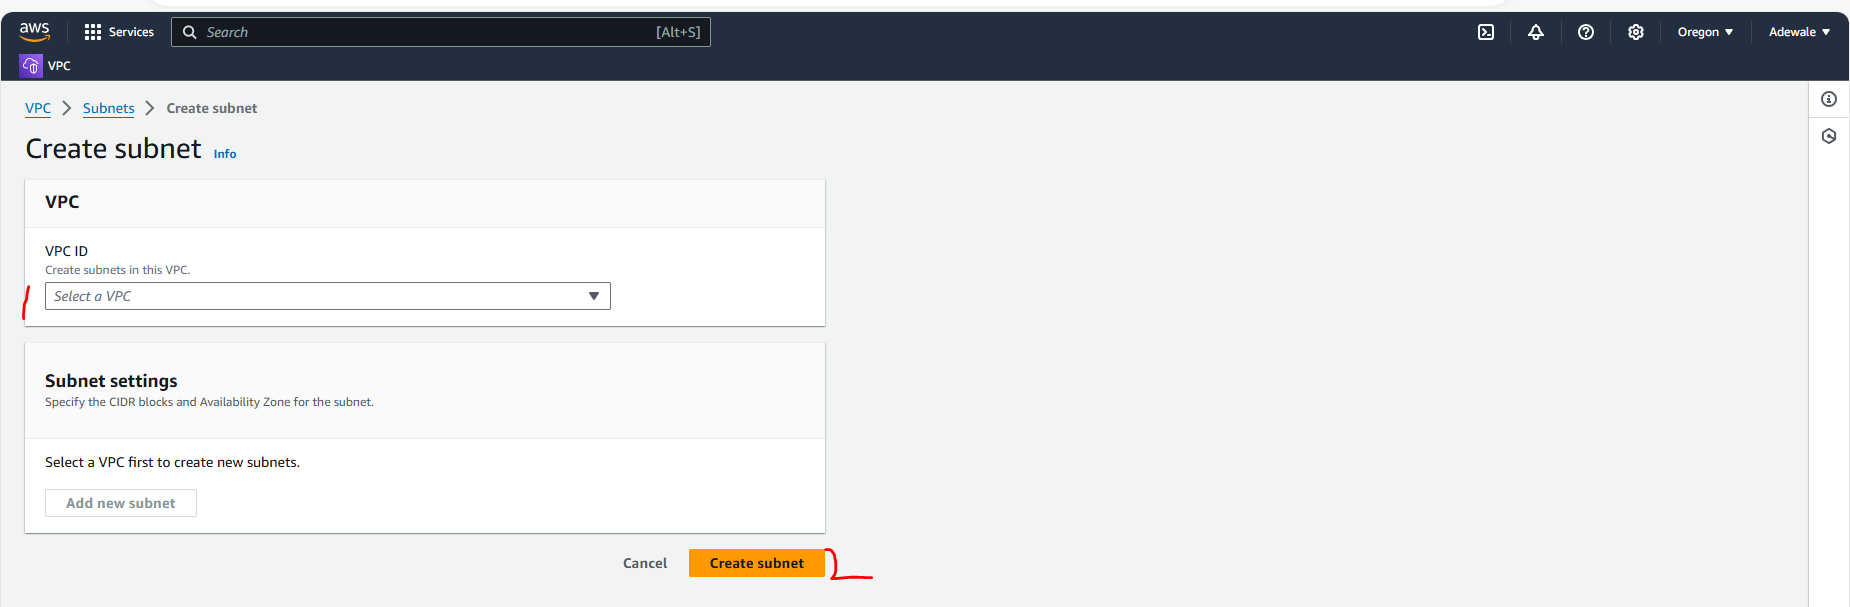 aws Services Search [Alt+S] Oregon Adewale
VPC
VPC Subnets Create subnet
Create subnet Info
VPC
VPC ID
Create subnets in this VPC.
1 Select a VPC
Subnet settings
Specify the CIDR blocks and Availability Zone for the subnet.
Select a VPC first to create new subnets.
Add new subnet
Cancel Create subnet 2